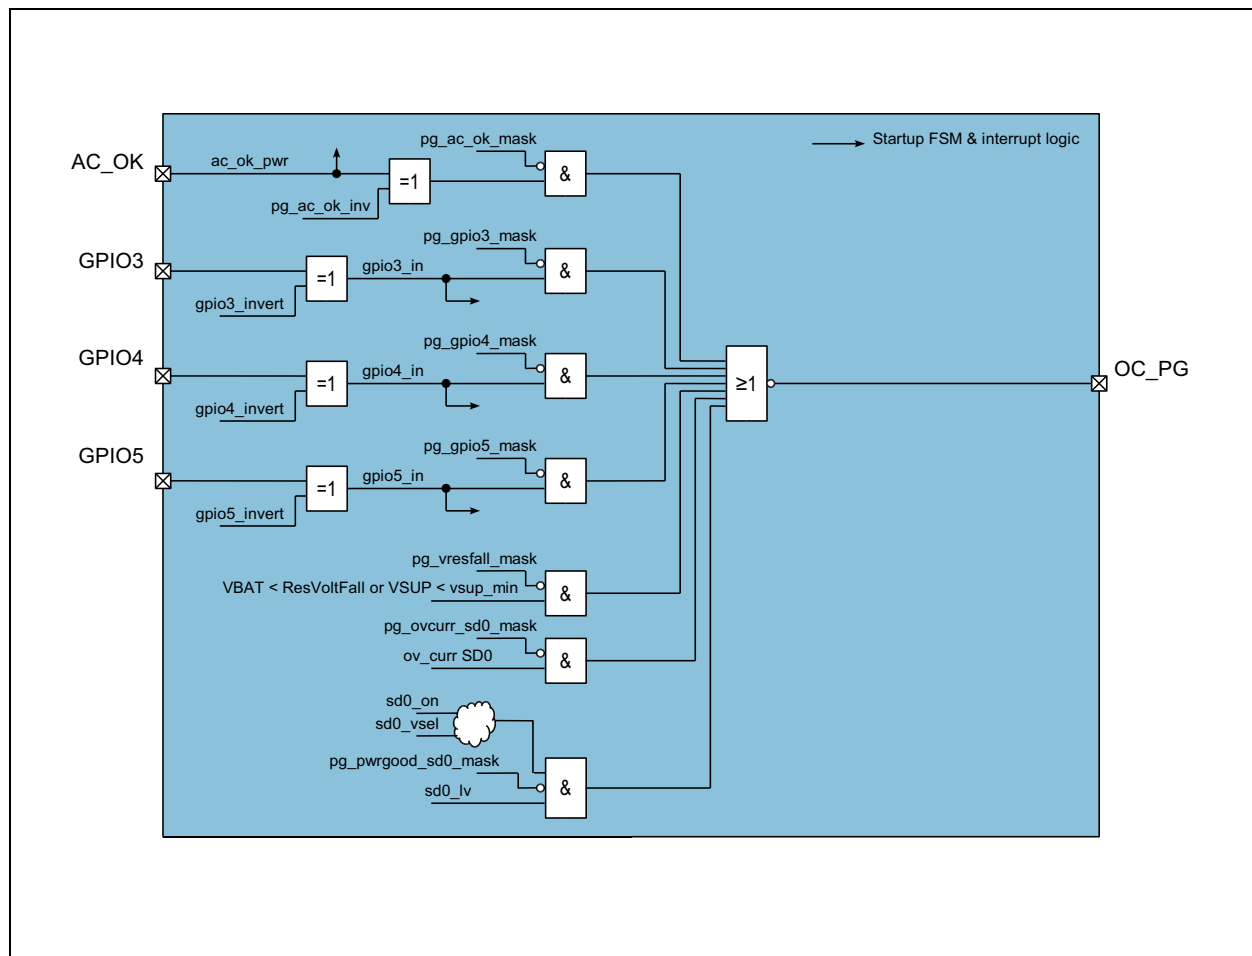 pg_ac_ok_mask
Startup FSM & interrupt logic
AC_OK
ac_ok_pwr
=1
&
pg_ac_ok_inv
GPIO3
pg_gpio3_mask
gpio3_in
=1
&
gpio3_invert
GPIO4
pg_gpio4_mask
gpio4_in
=1
&
gpio4_invert
≥1
OC_PG
GPIO5
pg_gpio5_mask
gpio5_in
=1
&
gpio5_invert
pg_vresfall_mask
VBAT < ResVoltFall or VSUP < vsup_min
&
pg_ovcurr_sd0_mask
ov_curr SD0
&
sd0_on
sd0_vsel
pg_pwrgood_sd0_mask
sd0_lv
&